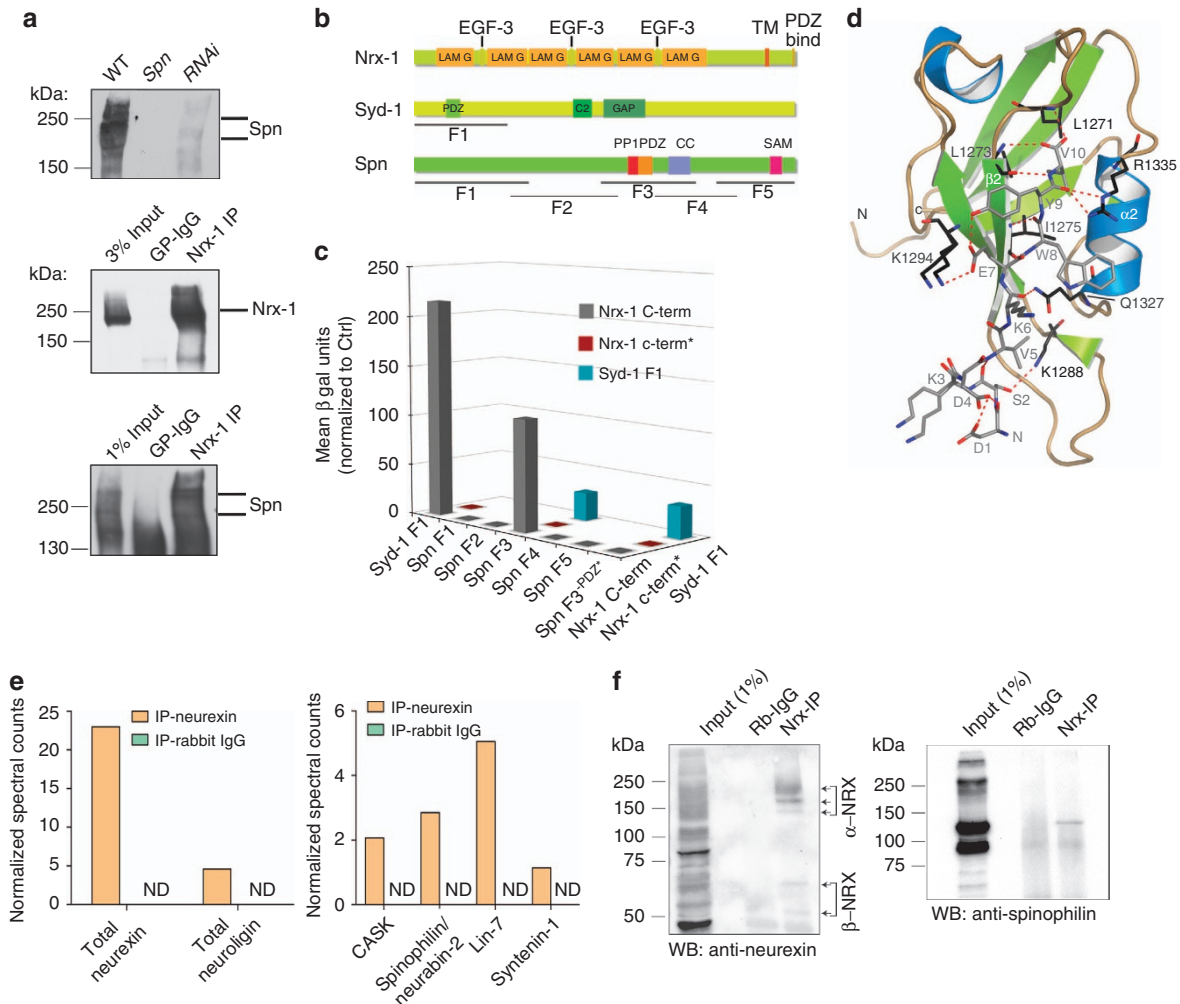 a
WT
Spn
RNAi
kDa:
250
150
Spn
3% Input
GP-IgG
Nrx-1 IP
kDa:
250
150
Nrx-1
1% Input
GP-IgG
Nrx-1 IP
250
130
Spn
b
EGF-3 EGF-3 EGF-3 TM PDZ bind
Nrx-1
LAM G LAM G LAM G LAM G LAM G LAM G
Syd-1
PDZ C2 GAP
F1
Spn
PP1PDZ CC SAM
F1 F2 F3 F4 F5
c
Mean β gal units
(normalized to Ctrl)
250
200
150
100
50
0
Nrx-1 C-term
Nrx-1 c-term*
Syd-1 F1
Syd-1 F1
Spn F1
Spn F2
Spn F3
Spn F4
Spn F5
Spn F3-PDZ*
Nrx-1 C-term
Nrx-1 c-term*
Syd-1 F1
d
L1271
L1273
V10
R1335
β2
Y9
α2
N
c
I1275
K1294
W8
E7
Q1327
K6
V5
K1288
K3
D4
S2
D1
N
e
Normalized spectral counts
25
20
15
10
5
0
IP-neurexin
IP-rabbit IgG
ND
ND
Total neurexin
Total neuroligin
Normalized spectral counts
6
4
2
0
IP-neurexin
IP-rabbit IgG
ND
ND
ND
ND
CASK
Spinophilin/
neurabin-2
Lin-7
Syntenin-1
f
Input (1%)
Rb-IgG
Nrx-IP
kDa
250
150
100
75
50
α–NRX
β–NRX
WB: anti-neurexin
Input (1%)
Rb-IgG
Nrx-IP
kDa
250
150
100
75
WB: anti-spinophilin